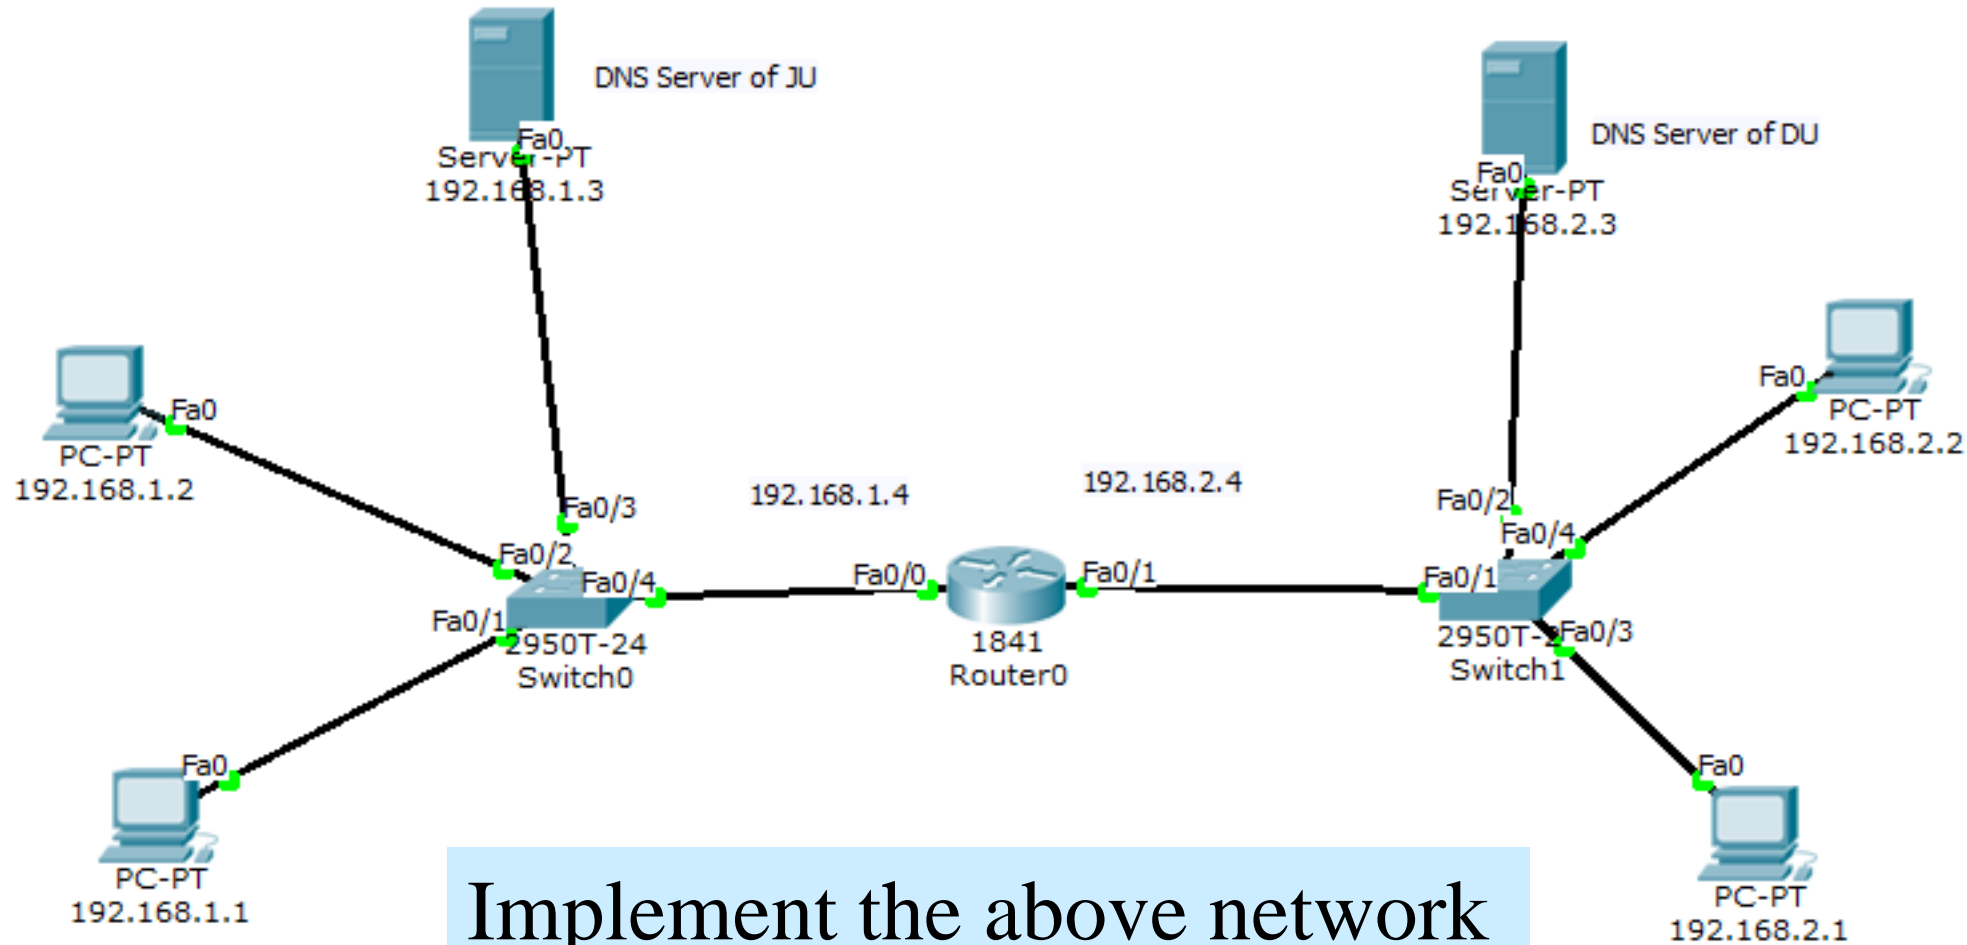 DNS Server of JU
Fa0
Server-PT
192.168.1.3
DNS Server of DU
Fa0
Server-PT
192.168.2.3
Fa0
PC-PT
192.168.1.2
Fa0
PC-PT
192.168.2.2
192.168.1.4
192.168.2.4
Fa0/3
Fa0/2
Fa0/4
Fa0/1
2950T-24
Switch0
Fa0/0
Fa0/1
1841
Router0
Fa0/2
Fa0/4
Fa0/1
Fa0/3
2950T-2
Switch1
Fa0
PC-PT
192.168.1.1
Fa0
PC-PT
192.168.2.1
Implement the above network